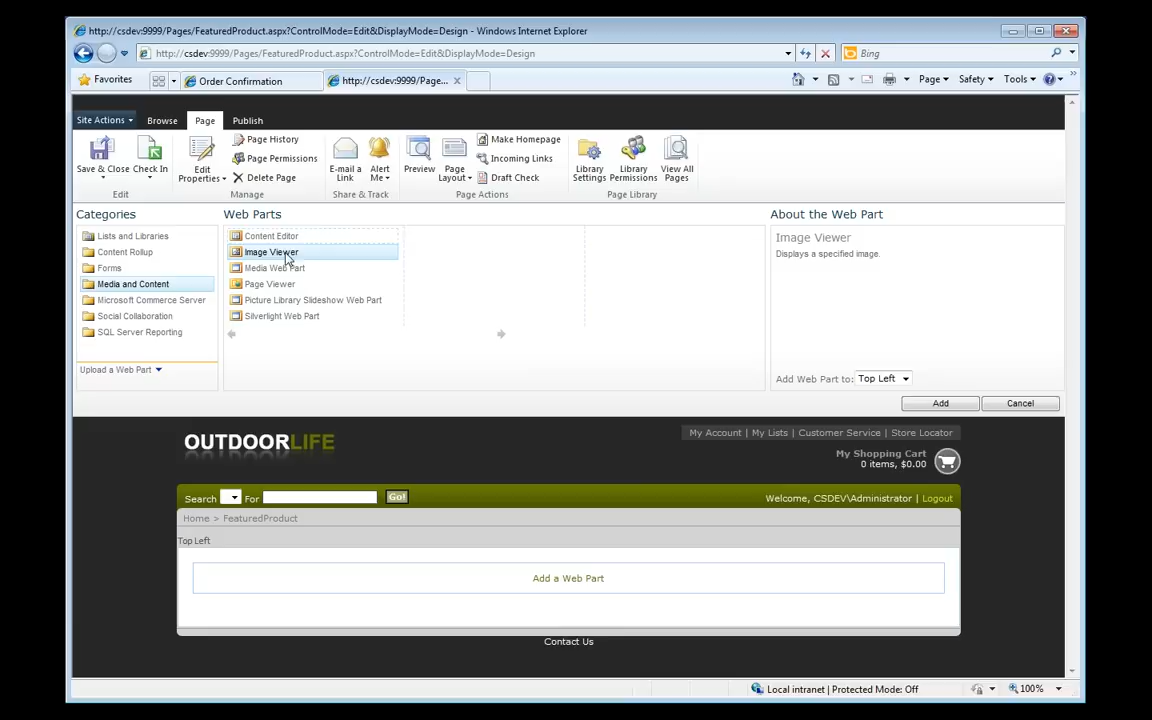 http://csdev:9999/Pages/FeaturedProduct.aspx?ControlMode=Edit&DisplayMode=Design - Windows Internet Explorer
http://csdev:9999/Pages/FeaturedProduct.aspx?ControlMode=Edit&DisplayMode=Design
Bing
Favorites
Order Confirmation
http://csdev:9999/Page...
Page
Safety
Tools
Site Actions
Browse
Page
Publish
Save & Close
Check In
Edit Properties
Page History
Page Permissions
Delete Page
E-mail a Link
Alert Me
Preview
Page Layout
Make Homepage
Incoming Links
Draft Check
Library Settings
Library Permissions
View All Pages
Edit
Manage
Share & Track
Page Actions
Page Library
Categories
Lists and Libraries
Content Rollup
Forms
Media and Content
Microsoft Commerce Server
Social Collaboration
SQL Server Reporting
Upload a Web Part
Web Parts
Content Editor
Image Viewer
Media Web Part
Page Viewer
Picture Library Slideshow Web Part
Silverlight Web Part
About the Web Part
Image Viewer
Displays a specified image.
Add Web Part to: Top Left
Add
Cancel
OUTDOORLIFE
My Account | My Lists | Customer Service | Store Locator
My Shopping Cart
0 items, $0.00
Search For Go!
Welcome, CSDEV\Administrator | Logout
Home > FeaturedProduct
Top Left
Add a Web Part
Contact Us
Local intranet | Protected Mode: Off
100%